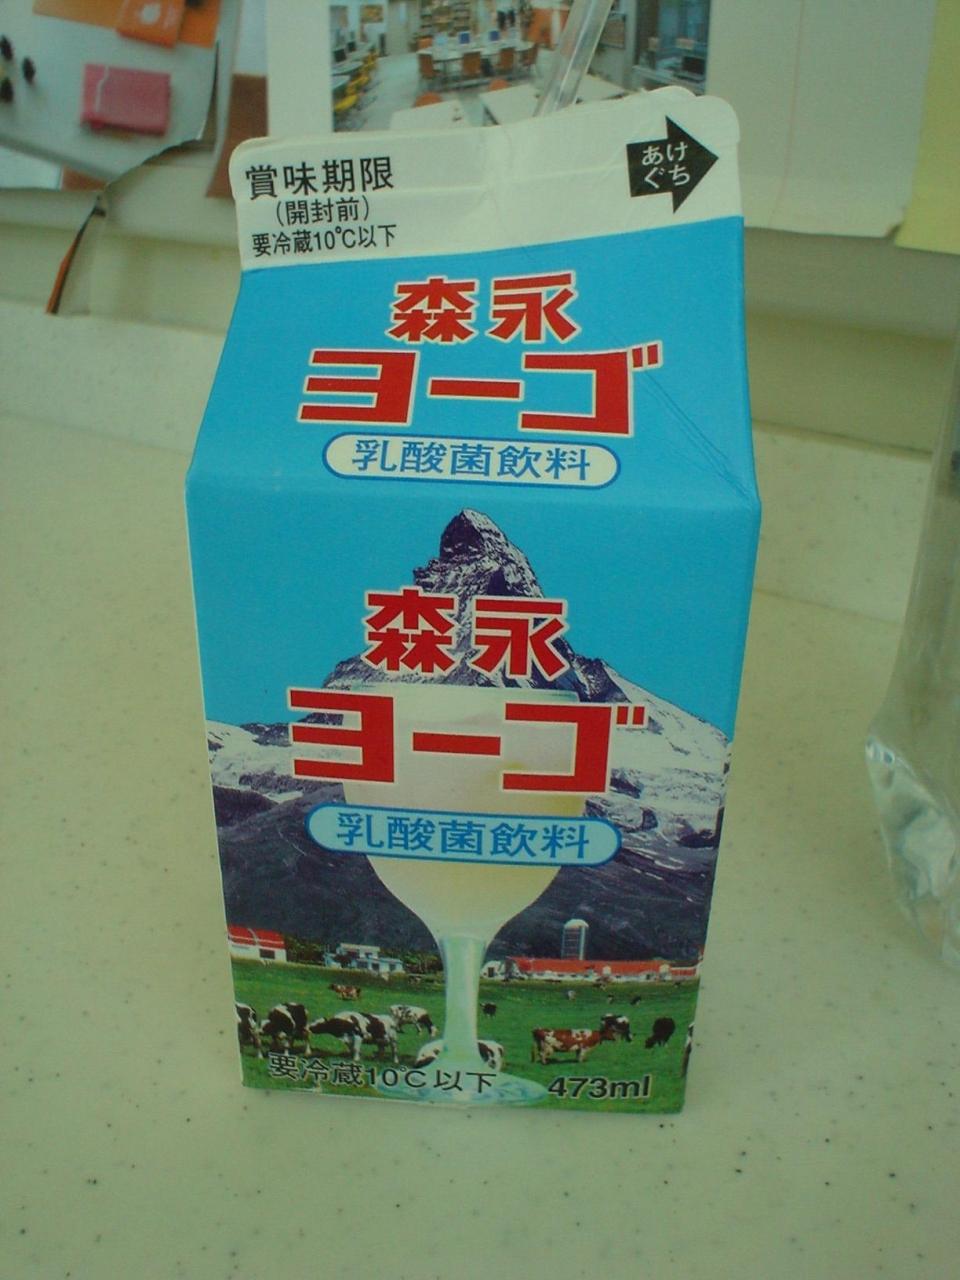 賞味期限
(開封前)
要冷蔵10℃以下
あけ
ぐち
森永
ヨーゴ
乳酸菌飲料
森永
ヨーゴ
乳酸菌飲料
要冷蔵10℃以下
473ml